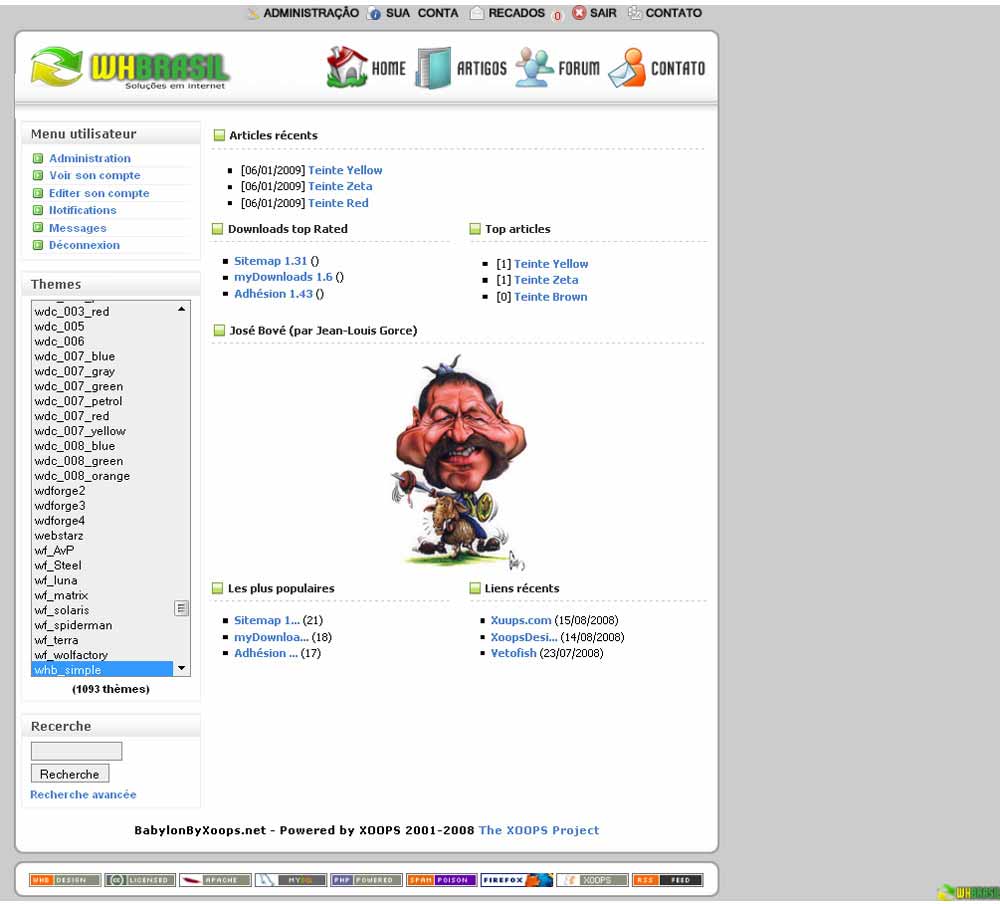 ADMINISTRAÇÃO SUA CONTA RECADOS 0 SAIR CONTATO
WHBRASIL
Soluções em internet
HOME ARTIGOS FORUM CONTATO
Menu utilisateur
Administration
Voir son compte
Editer son compte
Notifications
Messages
Déconnexion
Themes
wdc_003_red
wdc_005
wdc_006
wdc_007_blue
wdc_007_gray
wdc_007_green
wdc_007_petrol
wdc_007_red
wdc_007_yellow
wdc_008_blue
wdc_008_green
wdc_008_orange
wdforge2
wdforge3
wdforge4
webstarz
wf_AvP
wf_Steel
wf_luna
wf_matrix
wf_solaris
wf_spiderman
wf_terra
wf_wolfactory
whb_simple
(1093 thèmes)
Recerche
Recherche
Recherche avancée
Articles récents
[06/01/2009] Teinte Yellow
[06/01/2009] Teinte Zeta
[06/01/2009] Teinte Red
Downloads top Rated
Sitemap 1.31 ()
myDownloads 1.6 ()
Adhésion 1.43 ()
Top articles
[1] Teinte Yellow
[1] Teinte Zeta
[0] Teinte Brown
José Bové (par Jean-Louis Gorce)
Les plus populaires
Sitemap 1... (21)
myDownloa... (18)
Adhésion ... (17)
Liens récents
Xuups.com (15/08/2008)
XoopsDesi... (14/08/2008)
Vetofish (23/07/2008)
BabylonByXoops.net - Powered by XOOPS 2001-2008 The XOOPS Project
WHB DESIGN (cc) LICENSED APACHE MYSQL PHP POWERED SPAM POISON FIREFOX XOOPS RSS FEED
WHBRASIL